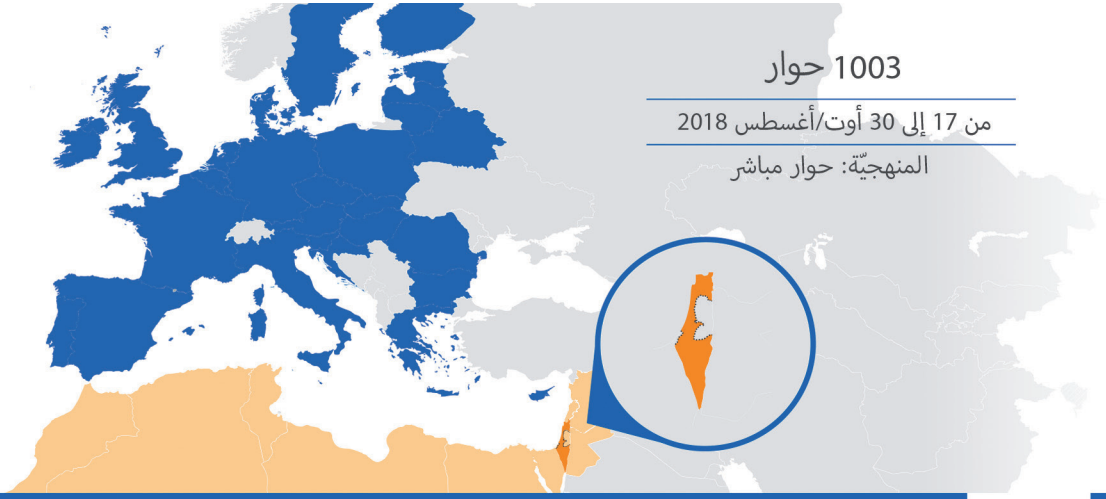 1003 حوار
من 17 إلى 30 أوت/أغسطس 2018
المنهجيّة: حوار مباشر